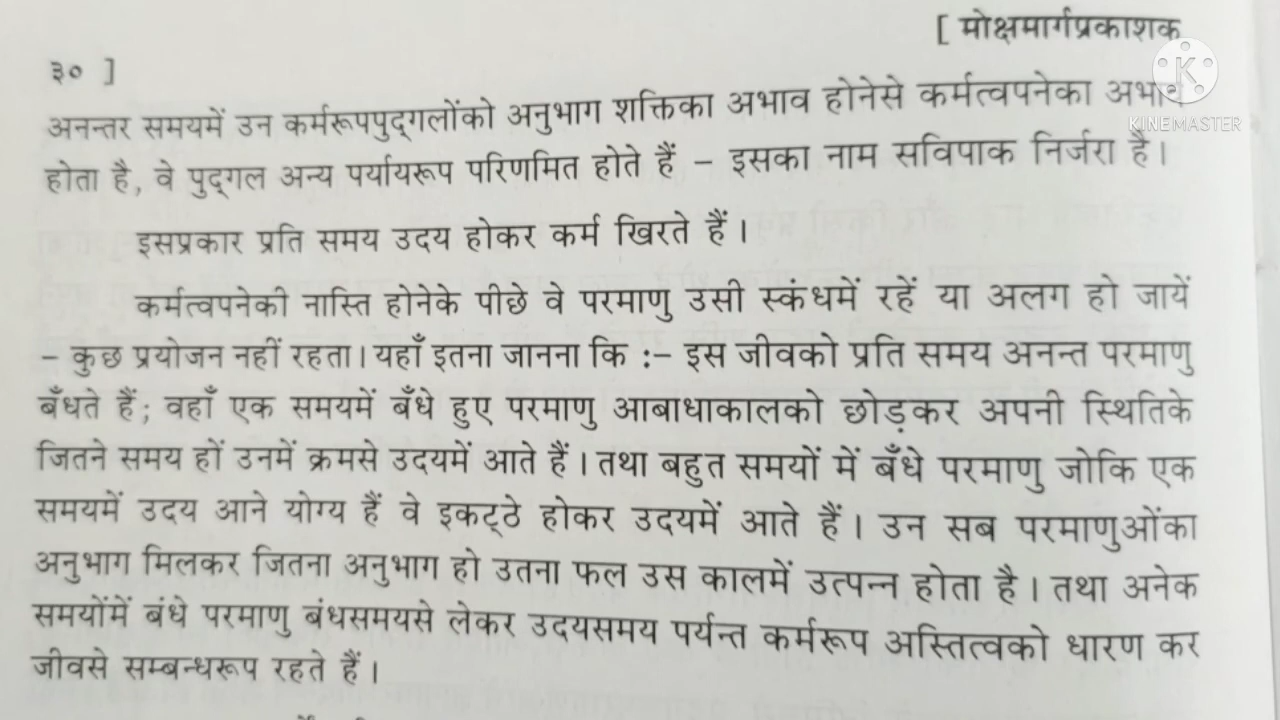 [ मोक्षमार्गप्रकाशक
३० ]
KINEMASTER
अनन्तर समयमें उन कर्मरूपपुद्‌गलोंको अनुभाग शक्तिका अभाव होनेसे कर्मत्वपनेका अभाव
होता है, वे पुद्‌गल अन्य पर्यायरूप परिणमित होते हैं – इसका नाम सविपाक निर्जरा है।
इसप्रकार प्रति समय उदय होकर कर्म खिरते हैं।
कर्मत्वपनेकी नास्ति होनेके पीछे वे परमाणु उसी स्कंधमें रहें या अलग हो जायें
– कुछ प्रयोजन नहीं रहता। यहाँ इतना जानना कि :– इस जीवको प्रति समय अनन्त परमाणु
बँधते हैं; वहाँ एक समयमें बँधे हुए परमाणु आबाधाकालको छोड़कर अपनी स्थितिके
जितने समय हों उनमें क्रमसे उदयमें आते हैं। तथा बहुत समयों में बँधे परमाणु जोकि एक
समयमें उदय आने योग्य हैं वे इकट्‌ठे होकर उदयमें आते हैं। उन सब परमाणुओंका
अनुभाग मिलकर जितना अनुभाग हो उतना फल उस कालमें उत्पन्न होता है। तथा अनेक
समयोंमें बंधे परमाणु बंधसमयसे लेकर उदयसमय पर्यन्त कर्मरूप अस्तित्वको धारण कर
जीवसे सम्बन्धरूप रहते हैं।